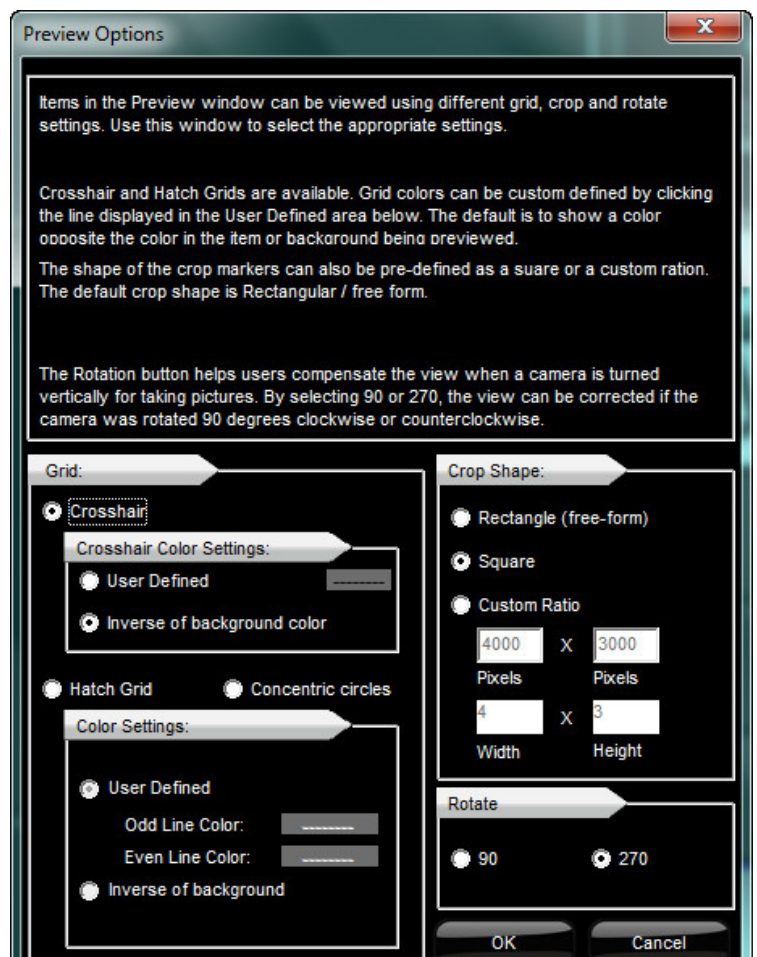 Preview Options
x
Items in the Preview window can be viewed using different grid, crop and rotate
settings. Use this window to select the appropriate settings.
Crosshair and Hatch Grids are available. Grid colors can be custom defined by clicking
the line displayed in the User Defined area below. The default is to show a color
opposite the color in the item or background being previewed.
The shape of the crop markers can also be pre-defined as a suare or a custom ration.
The default crop shape is Rectangular / free form.
The Rotation button helps users compensate the view when a camera is turned
vertically for taking pictures. By selecting 90 or 270, the view can be corrected if the
camera was rotated 90 degrees clockwise or counterclockwise.
Grid:
Crosshair
Crosshair Color Settings:
User Defined --------
Inverse of background color
Hatch Grid Concentric circles
Color Settings:
User Defined
Odd Line Color: --------
Even Line Color: --------
Inverse of background
Crop Shape:
Rectangle (free-form)
Square
Custom Ratio
4000 X 3000
Pixels Pixels
4 X 3
Width Height
Rotate
90 270
OK Cancel